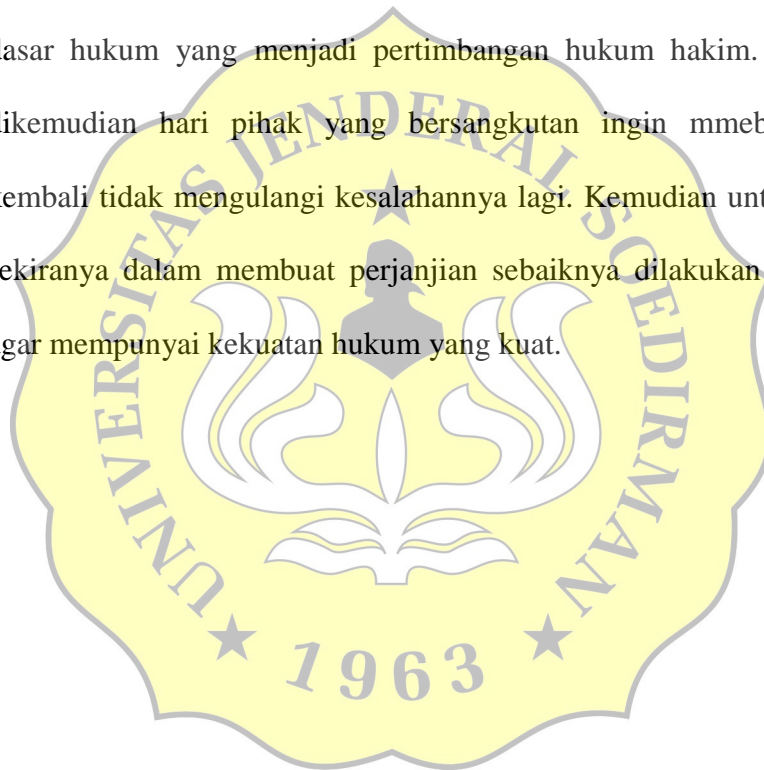 dasar hukum yang menjadi pertimbangan hukum hakim.
dikemudian hari pihak yang bersangkutan ingin mmeb
kembali tidak mengulangi kesalahannya lagi. Kemudian unt
sekiranya dalam membuat perjanjian sebaiknya dilakukan
agar mempunyai kekuatan hukum yang kuat.
UNIVERSITAS JENDERAL SOEDIRMAN
1963